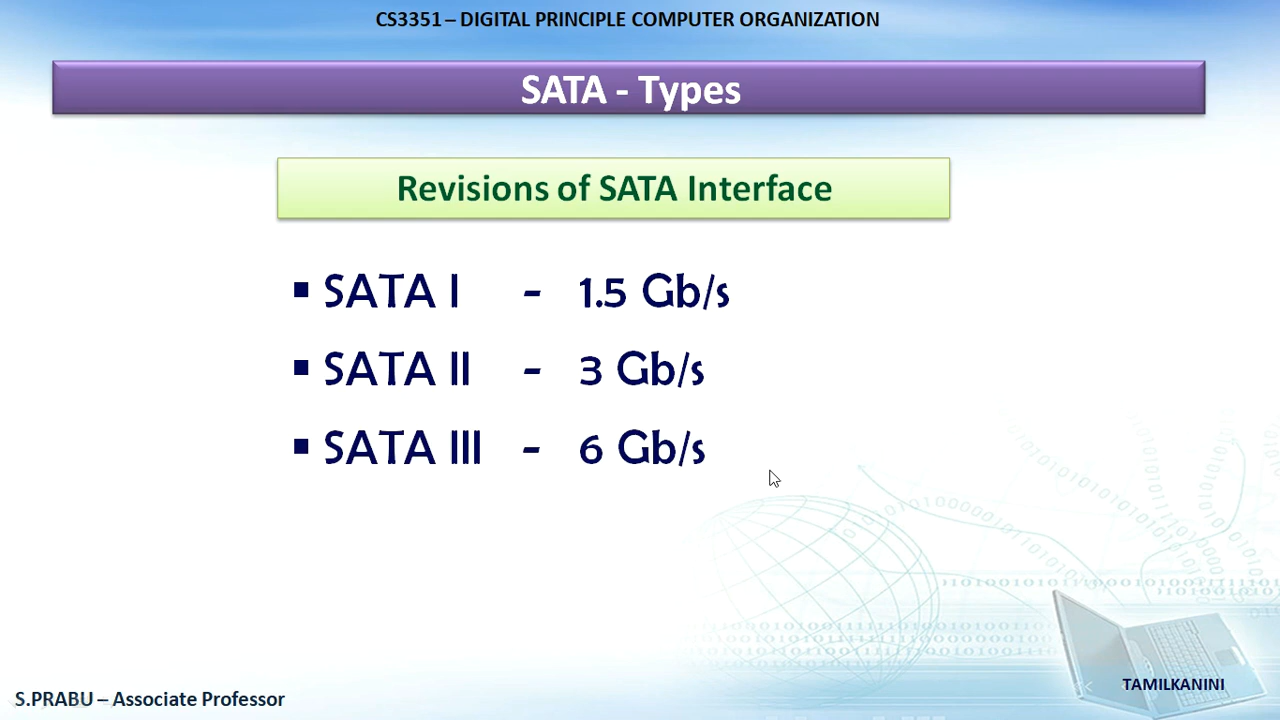 CS3351 – DIGITAL PRINCIPLE COMPUTER ORGANIZATION
SATA - Types
Revisions of SATA Interface
▪ SATA I - 1.5 Gb/s
▪ SATA II - 3 Gb/s
▪ SATA III - 6 Gb/s
S.PRABU – Associate Professor
TAMILKANINI